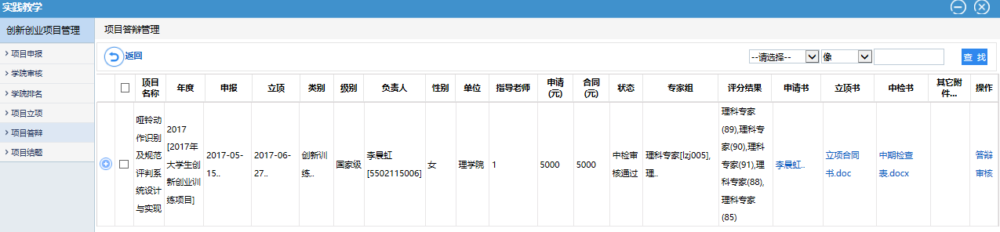 实践教学
创新创业项目管理
项目申报
学院审核
学院排名
项目立项
项目答辩
项目结题
项目答辩管理
返回
--请选择-- 像 查 找
项目名称 年度 申报 立项 类别 级别 负责人 性别 单位 指导老师 申请(元) 合同(元) 状态 专家组 评分结果 申请书 立项书 中检书 其它附件... 操作
哑铃动
作识别
及规范
评判系
统设计
与实现
2017
[2017年
大学生创
新创业训
练项目]
2017-05-
15..
2017-06-
27..
创新训
练..
国家级
李晨虹
[5502115006]
女
理学院
1
5000
5000
中检审
核通过
理科专家[lzj005],
理..
理科专家
(89),理科专
家(90),理科
专家(91),理
科专家(88),
理科专家
(85)
李晨虹..
立项合同
书.doc
中期检查
表.docx
答辩
审核